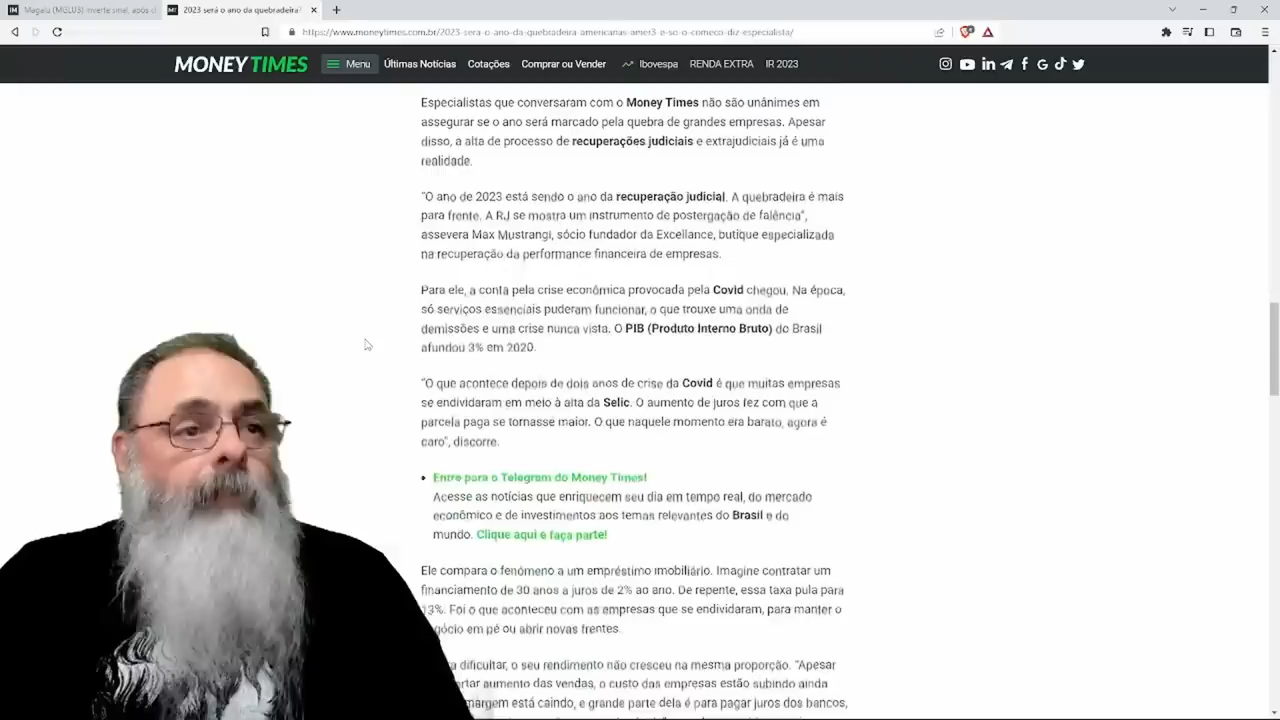 Magalu (MGLU3) inverte sinal, após
2023 será o ano da quebradeira?
https://www.moneytimes.com.br/2023-sera-o-ano-da-quebradeira-americanas-amer3-e-so-o-comeco-diz-especialista/
MONEY TIMES
Menu
Últimas Notícias
Cotações
Comprar ou Vender
Ibovespa
RENDA EXTRA
IR 2023
Especialistas que conversaram com o Money Times não são unânimes em
assegurar se o ano será marcado pela quebra de grandes empresas. Apesar
disso, a alta de processo de recuperações judiciais e extrajudiciais já é uma
realidade.
“O ano de 2023 está sendo o ano da recuperação judicial. A quebradeira é mais
para frente. A RJ se mostra um instrumento de postergação de falência”,
assevera Max Mustrangi, sócio fundador da Excellance, butique especializada
na recuperação da performance financeira de empresas.
Para ele, a conta pela crise econômica provocada pela Covid chegou. Na época,
só serviços essenciais puderam funcionar, o que trouxe uma onda de
demissões e uma crise nunca vista. O PIB (Produto Interno Bruto) do Brasil
afundou 3% em 2020.
“O que acontece depois de dois anos de crise da Covid é que muitas empresas
se endividaram em meio à alta da Selic. O aumento de juros fez com que a
parcela paga se tornasse maior. O que naquele momento era barato, agora é
caro”, discorre.
• Entre para o Telegram do Money Times!
Acesse as notícias que enriquecem seu dia em tempo real, do mercado
econômico e de investimentos aos temas relevantes do Brasil e do
mundo. Clique aqui e faça parte!
Ele compara o fenômeno a um empréstimo imobiliário. Imagine contratar um
financiamento de 30 anos a juros de 2% ao ano. De repente, essa taxa pula para
13%. Foi o que aconteceu com as empresas que se endividaram, para manter o
gócio em pé ou abrir novas frentes.
a dificultar, o seu rendimento não cresceu na mesma proporção. “Apesar
rtar aumento das vendas, o custo das empresas estão subindo ainda
margem está caindo, e grande parte dela é para pagar juros dos bancos,